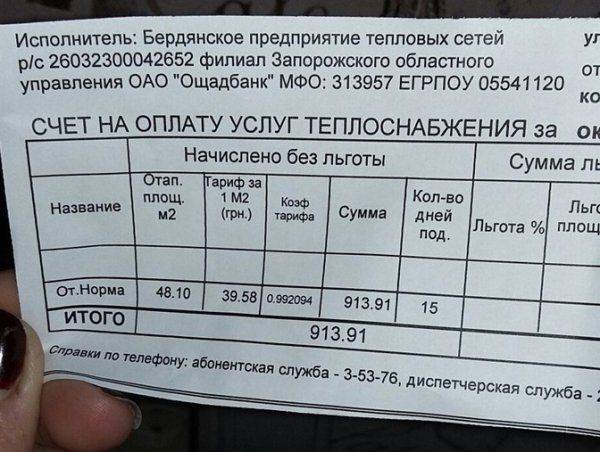 Исполнитель: Бердянское предприятие тепловых сетей
р/с 26032300042652 филиал Запорожского областного
управления ОАО "Ощадбанк" МФО: 313957 ЕГРПОУ 05541120
СЧЕТ НА ОПЛАТУ УСЛУГ ТЕПЛОСНАБЖЕНИЯ за
Начислено без льготы
Сумма
Название
Отап. площ. м2
Тариф за 1 М2 (грн.)
Коэф тарифа
Сумма
Кол-во дней под.
Льгота %
От.Норма 48.10 39.58 0.992094 913.91 15
ИТОГО 913.91
Справки по телефону: абонентская служба - 3-53-76, диспетчерская служба -